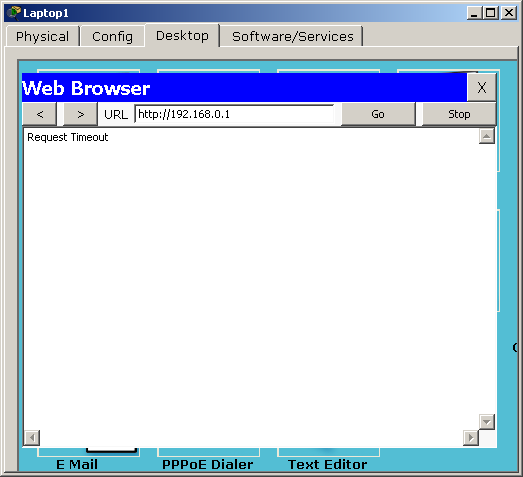 Laptop1
Physical Config Desktop Software/Services
Web Browser X
< > URL http://192.168.0.1 Go Stop
Request Timeout
E Mail PPPoE Dialer Text Editor